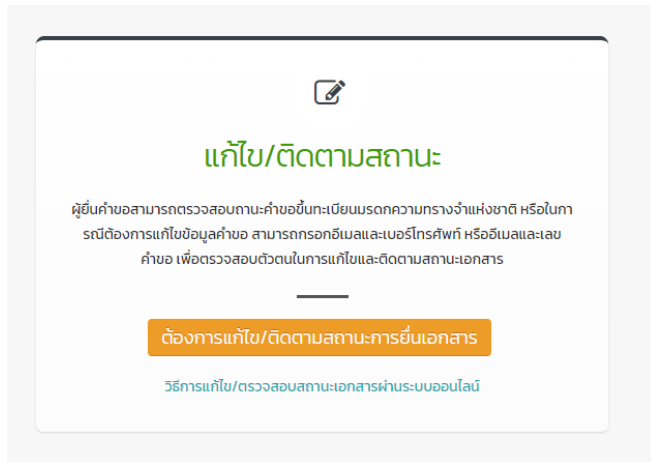 แก้ไข/ติดตามสถานะ
ผู้ยื่นคำขอสามารถตรวจสอบถานะคำขอขึ้นทะเบียนมรดกความทรงจำแห่งชาติ หรือในกา
รณีต้องการแก้ไขข้อมูลคำขอ สามารถกรอกอีเมลและเบอร์โทรศัพท์ หรืออีเมลและเลข
คำขอ เพื่อตรวจสอบตัวตนในการแก้ไขและติดตามสถานะเอกสาร
ต้องการแก้ไข/ติดตามสถานะการยื่นเอกสาร
วิธีการแก้ไข/ตรวจสอบสถานะเอกสารผ่านระบบออนไลน์